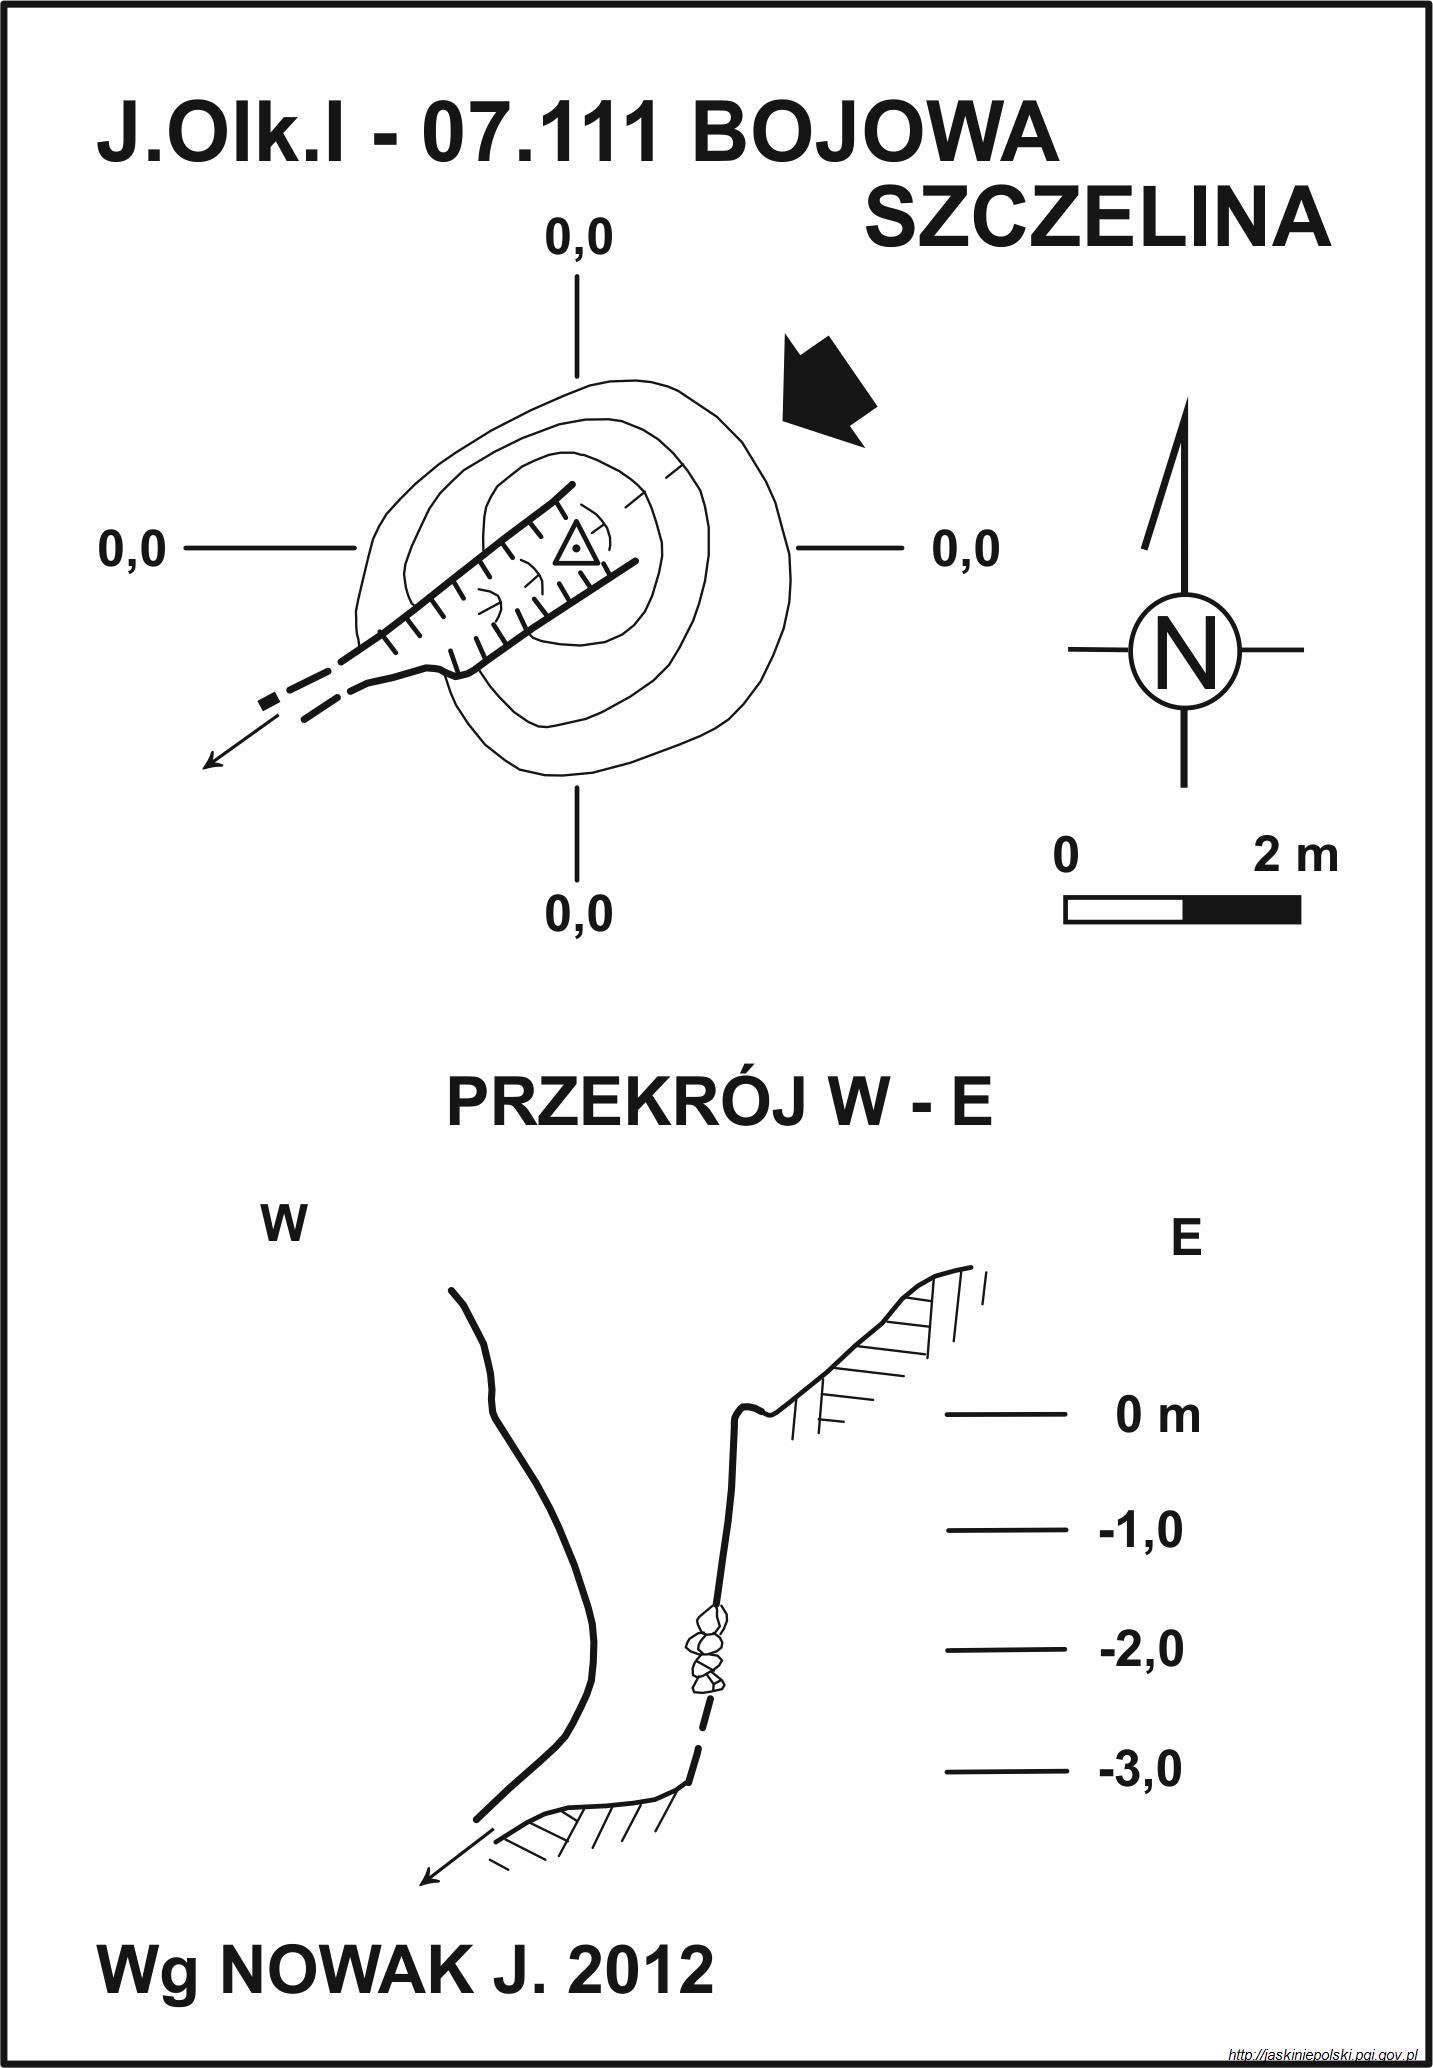 J.Olk.I - 07.111 BOJOWA
SZCZELINA
0,0
0,0
0,0
N
0 2 m
0,0
PRZEKRÓJ W - E
W
E
0 m
-1,0
-2,0
-3,0
Wg NOWAK J. 2012
http://jaskiniepolski.pgi.gov.pl